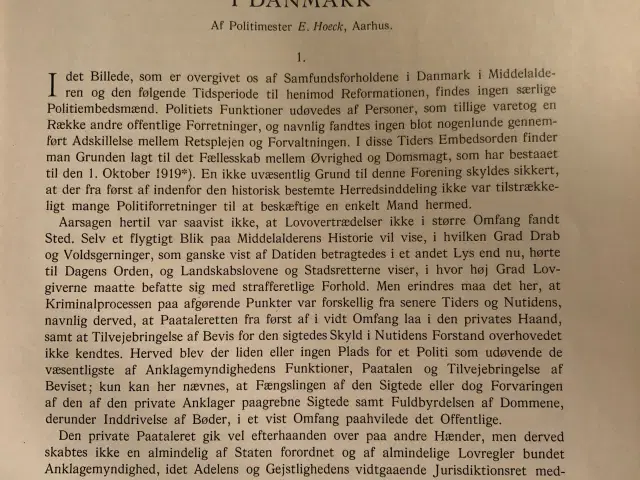 I DANMARK
Af Politimester E. Hoeck, Aarhus.
1.
I det Billede, som er overgivet os af Samfundsforholdene i Danmark i Middelalde-
ren og den følgende Tidsperiode til henimod Reformationen, findes ingen særlige
Politiembedsmænd. Politiets Funktioner udøvedes af Personer, som tillige varetog en
Række andre offentlige Forretninger, og navnlig fandtes ingen blot nogenlunde gennem-
ført Adskillelse mellem Retsplejen og Forvaltningen. I disse Tiders Embedsorden finder
man Grunden lagt til det Fællesskab mellem Øvrighed og Domsmagt, som har bestaaet
til den 1. Oktober 1919*). En ikke uvæsentlig Grund til denne Forening skyldes sikkert,
at der fra først af indenfor den historisk bestemte Herredsinddeling ikke var tilstrække-
ligt mange Politiforretninger til at beskæftige en enkelt Mand hermed.
Aarsagen hertil var saavist ikke, at Lovovertrædelser ikke i større Omfang fandt
Sted. Selv et flygtigt Blik paa Middelalderens Historie vil vise, i hvilken Grad Drab
og Voldsgerninger, som ganske vist af Datiden betragtedes i et andet Lys end nu, hørte
til Dagens Orden, og Landskabslovene og Stadsretterne viser, i hvor høj Grad Lov-
giverne maatte befatte sig med strafferetlige Forhold. Men erindres maa det her, at
Kriminalprocessen paa afgørende Punkter var forskellig fra senere Tiders og Nutidens,
navnlig derved, at Paataleretten fra først af i vidt Omfang laa i den privates Haand,
samt at Tilvejebringelse af Bevis for den sigtedes Skyld i Nutidens Forstand overhovedet
ikke kendtes. Herved blev der liden eller ingen Plads for et Politi som udøvende de
væsentligste af Anklagemyndighedens Funktioner, Paatalen og Tilvejebringelse af
Beviset; kun kan her nævnes, at Fængslingen af den Sigtede eller dog Forvaringen
af den af den private Anklager paagrebne Sigtede samt Fuldbyrdelsen af Dommene,
derunder Inddrivelse af Bøder, i et vist Omfang paahvilede det Offentlige.
Den private Paataleret gik vel efterhaanden over paa andre Hænder, men derved
skabtes ikke en almindelig af Staten forordnet og af almindelige Lovregler bundet
Anklagemyndighed, idet Adelens og Gejstlighedens vidtgaaende Jurisdiktionsret med-